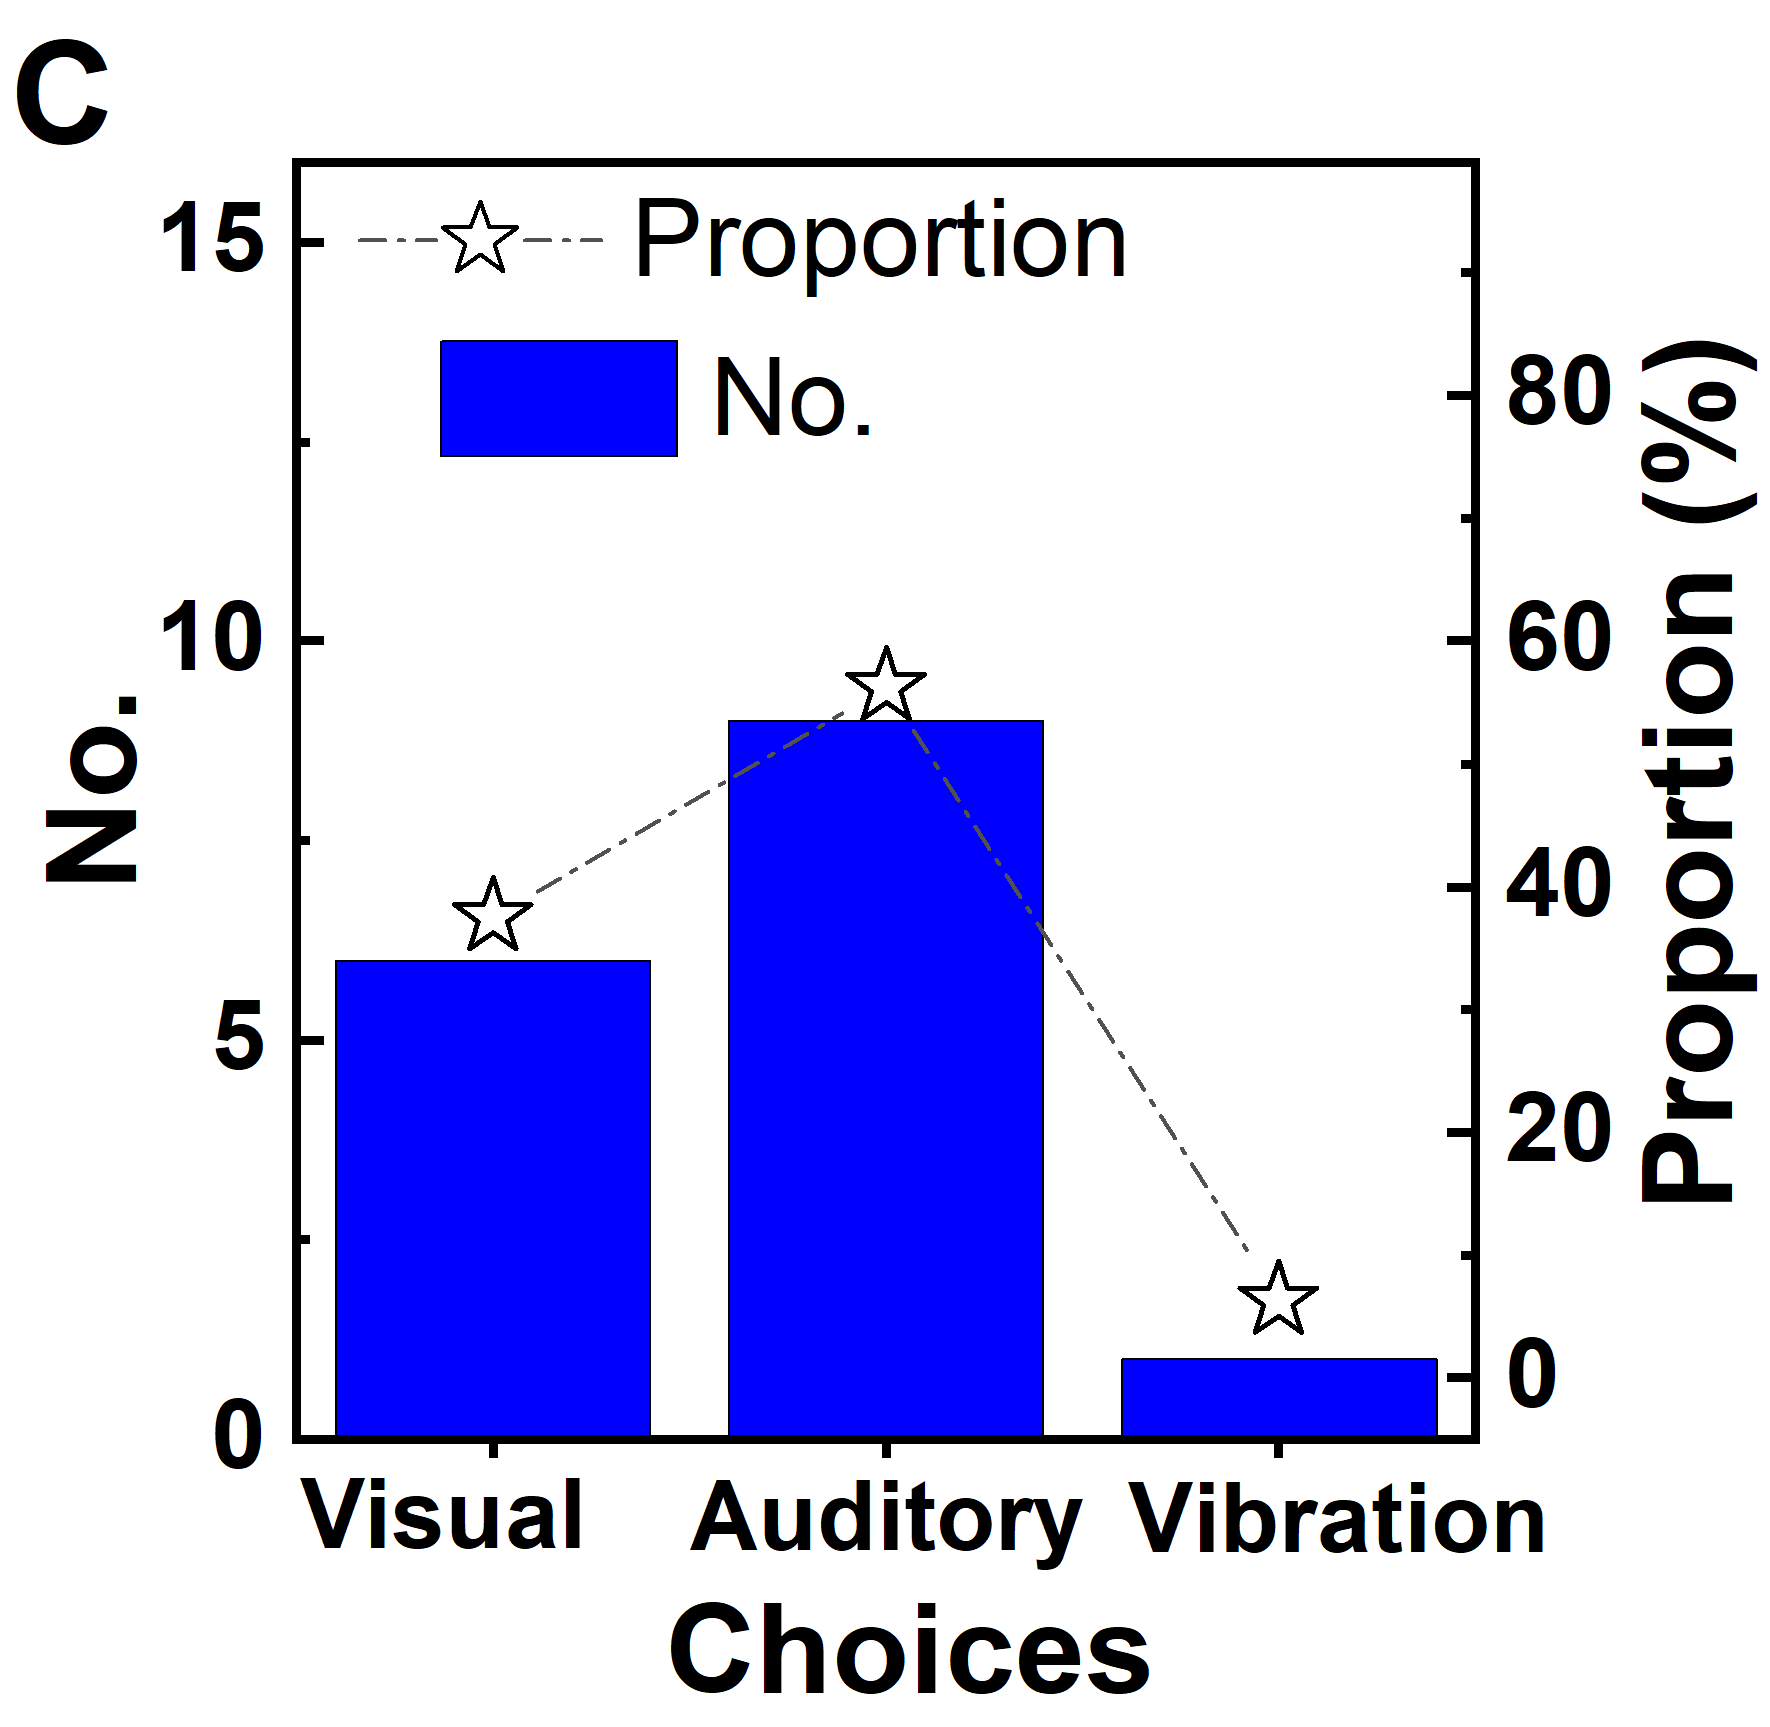 C
15
10
5
0
No.
Proportion
No.
80
60
40
20
0
Proportion (%)
Visual Auditory Vibration
Choices